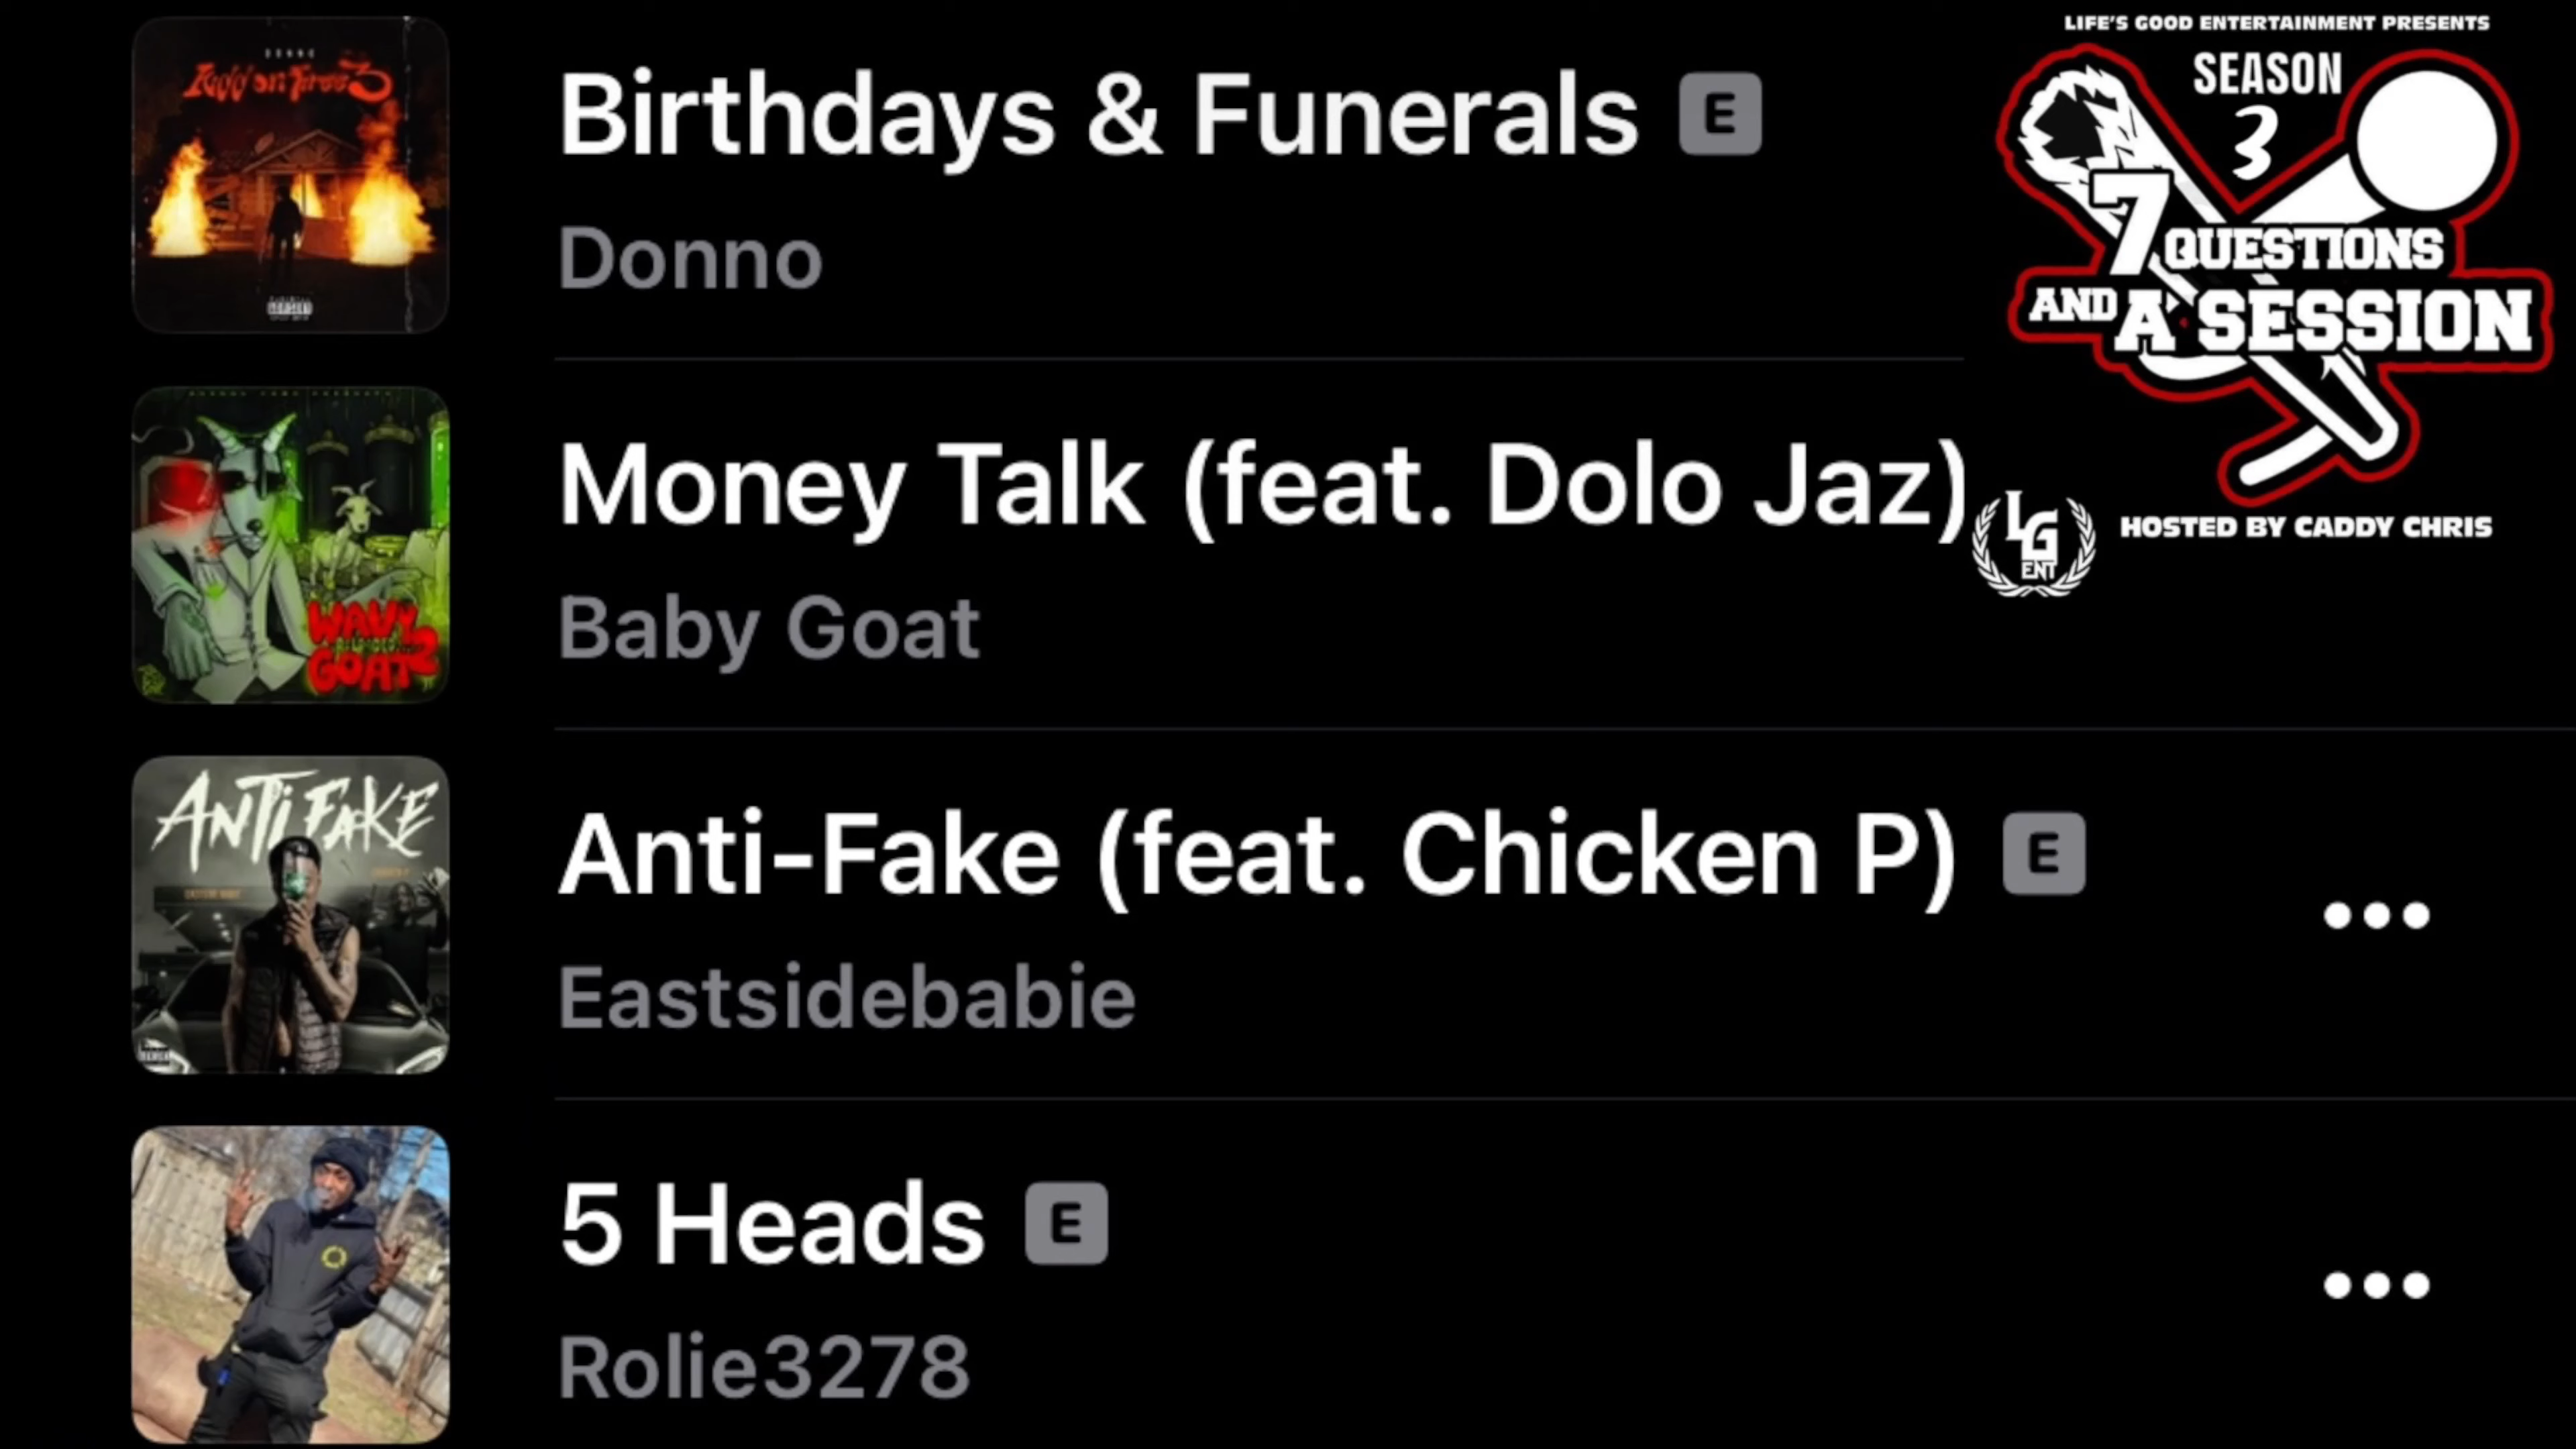 DONNO
Birthdays & Funerals E
Donno
Money Talk (feat. Dolo Jaz)
Baby Goat
WAVY
GOAT 2
ANTI FAKE
Anti-Fake (feat. Chicken P) E
Eastsidebabie
5 Heads E
Rolie3278
LIFE'S GOOD ENTERTAINMENT PRESENTS
SEASON
3
7 QUESTIONS
AND A SESSION
LG
ENT
HOSTED BY CADDY CHRIS